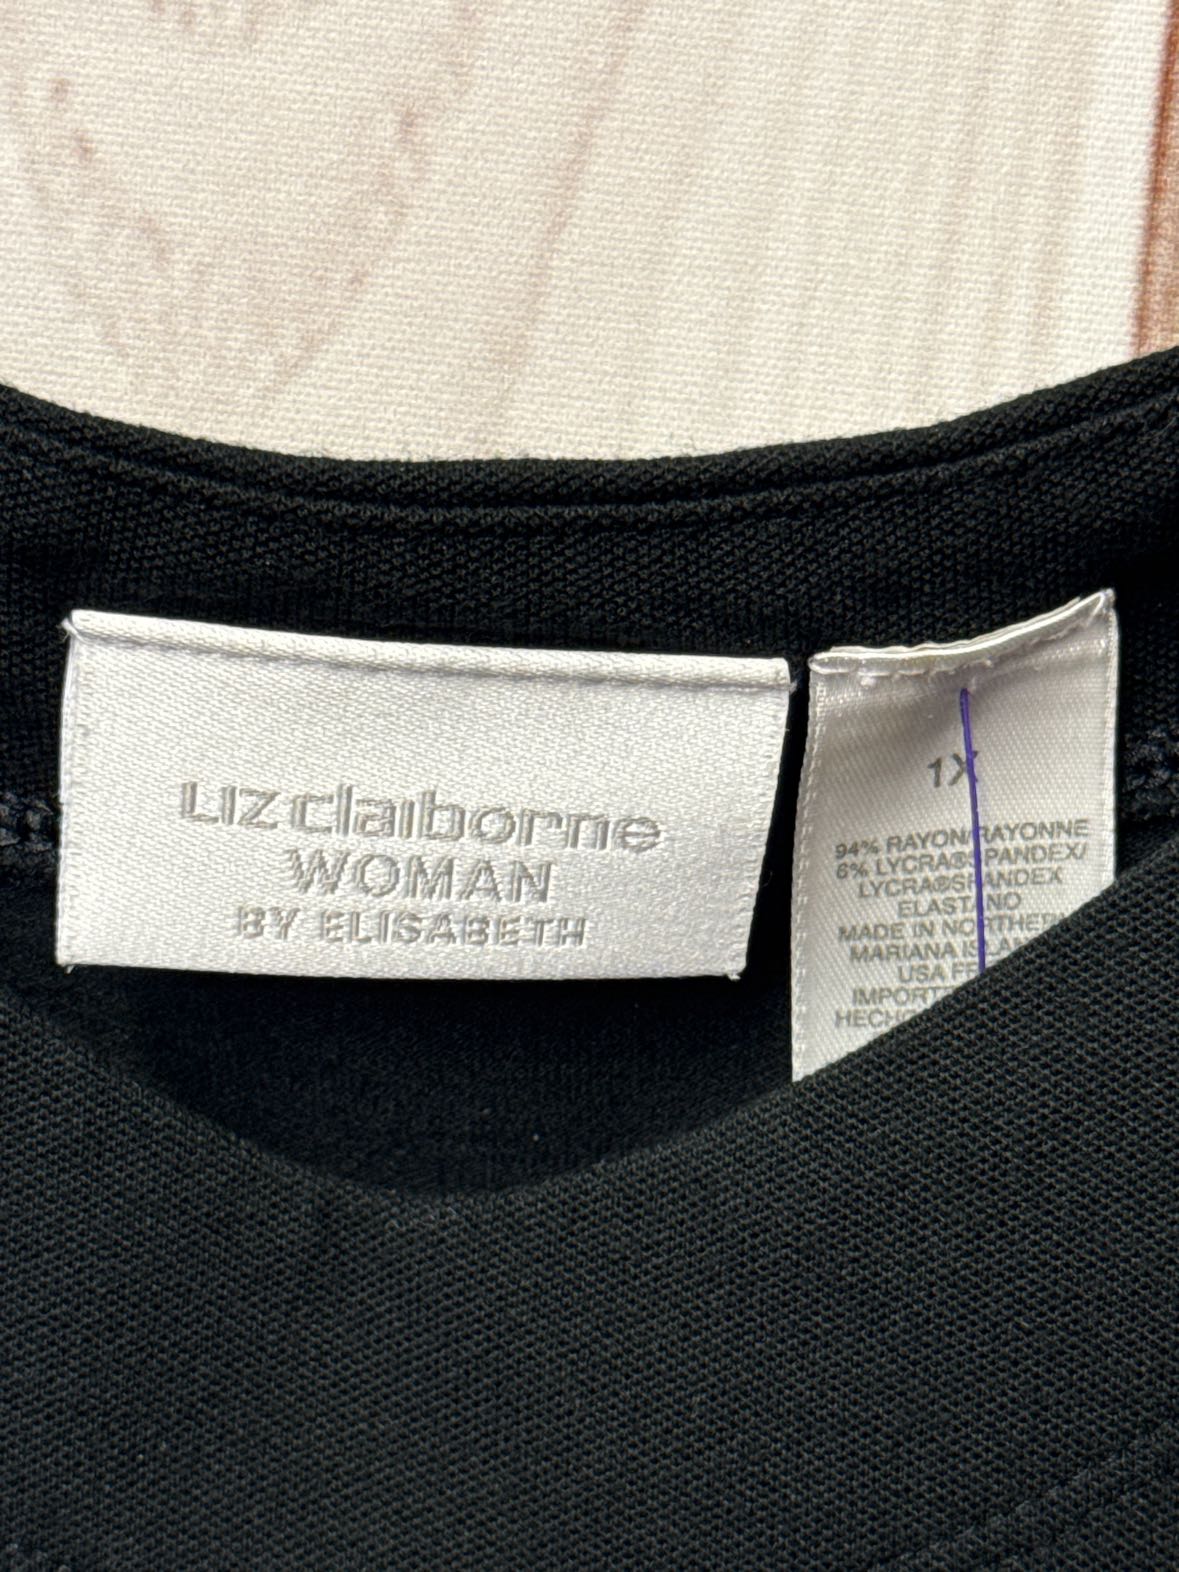 Liz claiborne
WOMAN
BY ELISABETH
1X
94% RAYON/RAYONNE
6% LYCRA®SPANDEX/
LYCRA®SPANDEX
ELASTANO
MADE IN NORTHERN
MARIANA ISLAN
USA FE
IMPORT
HECHO